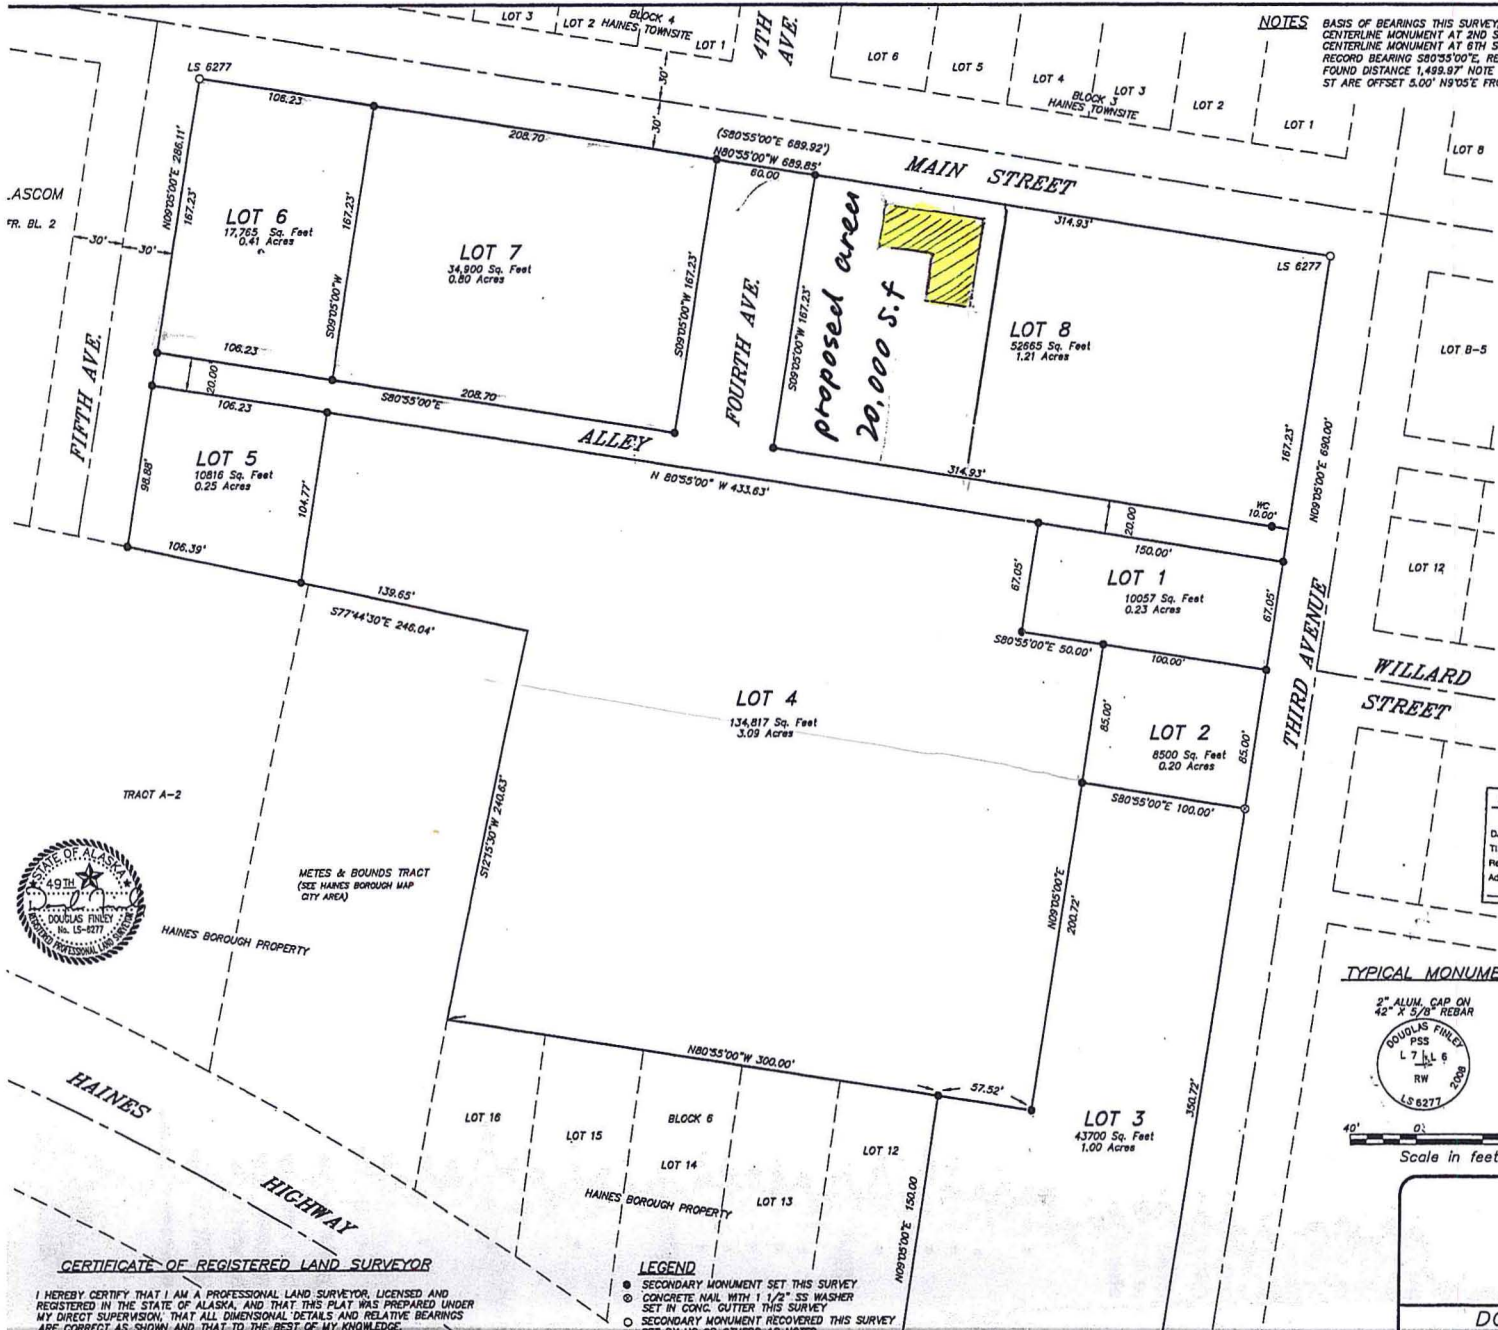 LOT 3
LOT 2
BLOCK 4
HAINES TOWNSITE
LOT 1
4TH
AVE.
LOT 6
LOT 5
LOT 4
LOT 3
BLOCK 3
HAINES TOWNSITE
LOT 2
LOT 1
LOT 8
NOTES
BASIS OF BEARINGS THIS SURVEY
CENTERLINE MONUMENT AT 2ND S
CENTERLINE MONUMENT AT 6TH S
RECORD BEARING S80°55'00"E, RE
FOUND DISTANCE 1,499.97' NOTE
ST ARE OFFSET 5.00' N9°05'E FR
LS 6277
106.23
208.70
30'
30'
(S80°55'00"E 689.92')
N80°55'00"W 689.85'
60.00
MAIN STREET
314.93'
LS 6277
ASCOM
FR. BL. 2
30'
30'
N09°05'00"E 286.11'
167.23'
LOT 6
17,765 Sq. Feet
0.41 Acres
167.23'
S09°05'00"W
LOT 7
34,900 Sq. Feet
0.80 Acres
S09°05'00"W 167.23'
FOURTH AVE.
S09°05'00"W 167.23'
proposed area
20,000 s.f
LOT 8
52665 Sq. Feet
1.21 Acres
LOT B-5
167.23'
N09°05'00"E 690.00'
FIFTH AVE.
106.23
20.00'
106.23
S80°55'00"E
208.70
ALLEY
N 80°55'00" W 433.63'
314.93'
20.00'
WC
10.00'
150.00'
LOT 5
10816 Sq. Feet
0.25 Acres
98.88'
104.77'
106.39'
139.65'
S77°44'30"E 246.04'
67.05'
LOT 1
10057 Sq. Feet
0.23 Acres
67.05'
S80°55'00"E 50.00'
100.00'
LOT 12
THIRD AVENUE
WILLARD
STREET
LOT 4
134,817 Sq. Feet
3.09 Acres
85.00'
LOT 2
8500 Sq. Feet
0.20 Acres
85.00'
S80°55'00"E 100.00'
TRACT A-2
S12°15'30"W 240.63'
METES & BOUNDS TRACT
(SEE HAINES BOROUGH MAP
CITY AREA)
STATE OF ALASKA
49TH
DOUGLAS FINLEY
No. LS-6277
REGISTERED PROFESSIONAL LAND SURVEYOR
HAINES BOROUGH PROPERTY
N09°05'00"E
200.72'
TYPICAL MONUME
2" ALUM. CAP ON
42" X 5/8" REBAR
DOUGLAS FINLEY
PSS
L 7 L 6
RW
2008
LS 6277
40' 0
Scale in feet
HAINES
HIGHWAY
N80°55'00"W 300.00'
57.52'
LOT 16
LOT 15
BLOCK 6
LOT 14
LOT 13
LOT 12
HAINES BOROUGH PROPERTY
N09°05'00"E 150.00
LOT 3
43700 Sq. Feet
1.00 Acres
350.72'
CERTIFICATE OF REGISTERED LAND SURVEYOR
I HEREBY CERTIFY THAT I AM A PROFESSIONAL LAND SURVEYOR, LICENSED AND
REGISTERED IN THE STATE OF ALASKA, AND THAT THIS PLAT WAS PREPARED UNDER
MY DIRECT SUPERVISION, THAT ALL DIMENSIONAL DETAILS AND RELATIVE BEARINGS
ARE CORRECT AS SHOWN AND THAT TO THE BEST OF MY KNOWLEDGE
LEGEND
SECONDARY MONUMENT SET THIS SURVEY
CONCRETE NAIL WITH 1 1/2" SS WASHER
SET IN CONC. GUTTER THIS SURVEY
SECONDARY MONUMENT RECOVERED THIS SURVEY